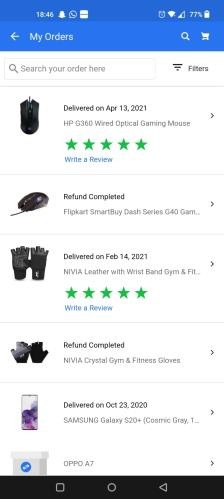 18:46
77%
My Orders
Search your order here
Filters
Delivered on Apr 13, 2021
HP G360 Wired Optical Gaming Mouse
Write a Review
Refund Completed
Flipkart SmartBuy Dash Series G40 Gam...
Delivered on Feb 14, 2021
NIVIA Leather with Wrist Band Gym & Fit...
Write a Review
Refund Completed
NIVIA Crystal Gym & Fitness Gloves
Delivered on Oct 23, 2020
SAMSUNG Galaxy S20+ (Cosmic Gray, 1...
OPPO A7